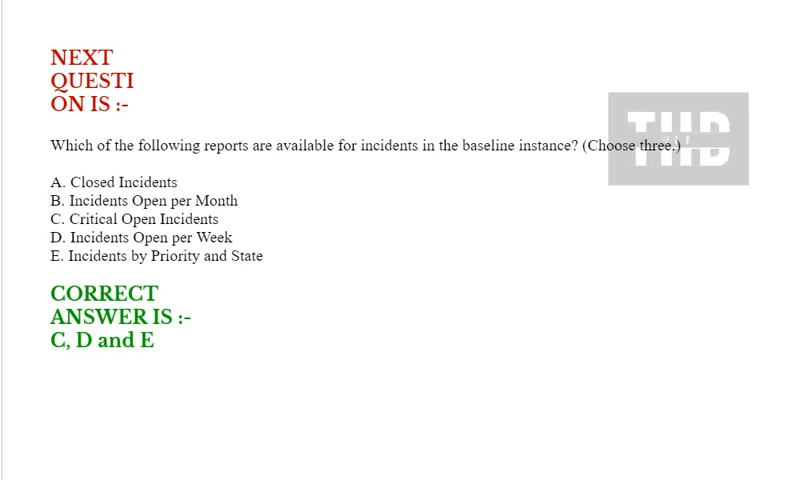 NEXT
QUESTI
ON IS :-
Which of the following reports are available for incidents in the baseline instance? (Choose three.)
A. Closed Incidents
B. Incidents Open per Month
C. Critical Open Incidents
D. Incidents Open per Week
E. Incidents by Priority and State
CORRECT
ANSWER IS :-
C, D and E